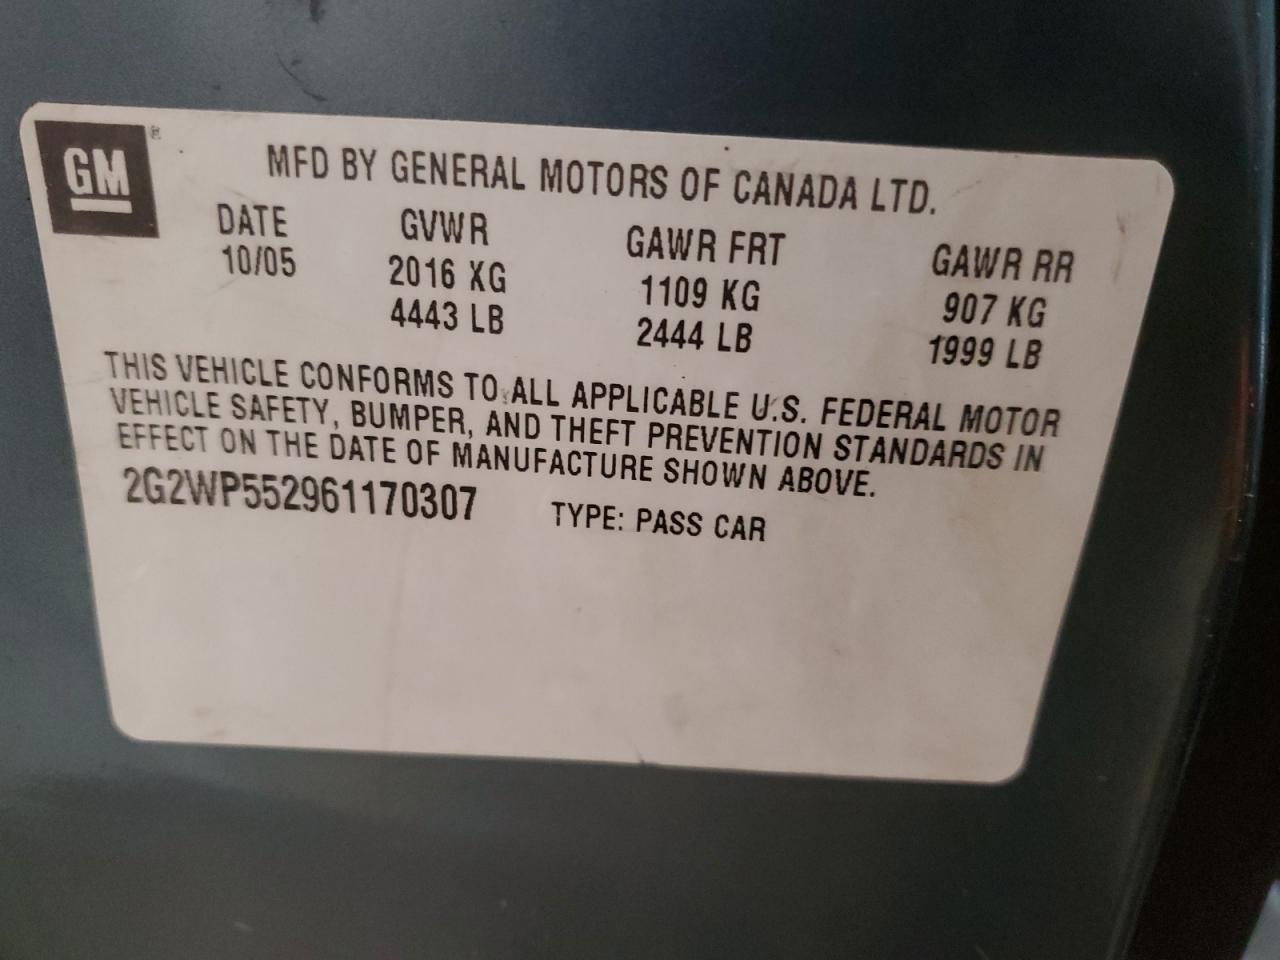 GM®
MFD BY GENERAL MOTORS OF CANADA LTD.
DATE GVWR GAWR FRT GAWR RR
10/05 2016 KG 1109 KG 907 KG
4443 LB 2444 LB 1999 LB
THIS VEHICLE CONFORMS TO ALL APPLICABLE U.S. FEDERAL MOTOR
VEHICLE SAFETY, BUMPER, AND THEFT PREVENTION STANDARDS IN
EFFECT ON THE DATE OF MANUFACTURE SHOWN ABOVE.
2G2WP552961170307 TYPE: PASS CAR